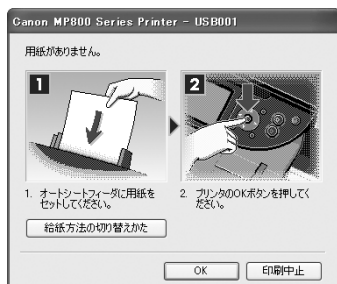 Canon MP800 Series Printer - USB001
用紙がありません。
1
2
1. オートシートフィーダに用紙を
セットしてください。
2. プリンタのOKボタンを押してく
ださい。
給紙方法の切り替えかた
OK
印刷中止